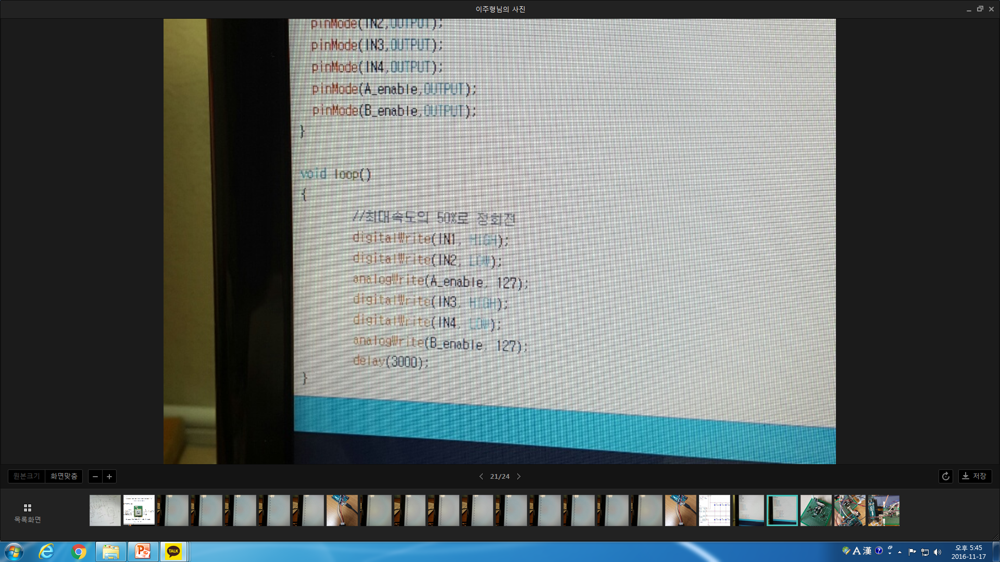 이주형님의 사진
pinMode(IN2,OUTPUT);
pinMode(IN3,OUTPUT);
pinMode(IN4,OUTPUT);
pinMode(A_enable,OUTPUT);
pinMode(B_enable,OUTPUT);
}
void loop()
{
//최대속도의 50%로 정회전
digitalWrite(IN1, HIGH);
digitalWrite(IN2, LOW);
analogWrite(A_enable, 127);
digitalWrite(IN3, HIGH);
digitalWrite(IN4, LOW);
analogWrite(B_enable, 127);
delay(3000);
}
원본크기 화면맞춤 − +
21/24
저장
목록화면
TALK
A 漢
오후 5:45
2016-11-17